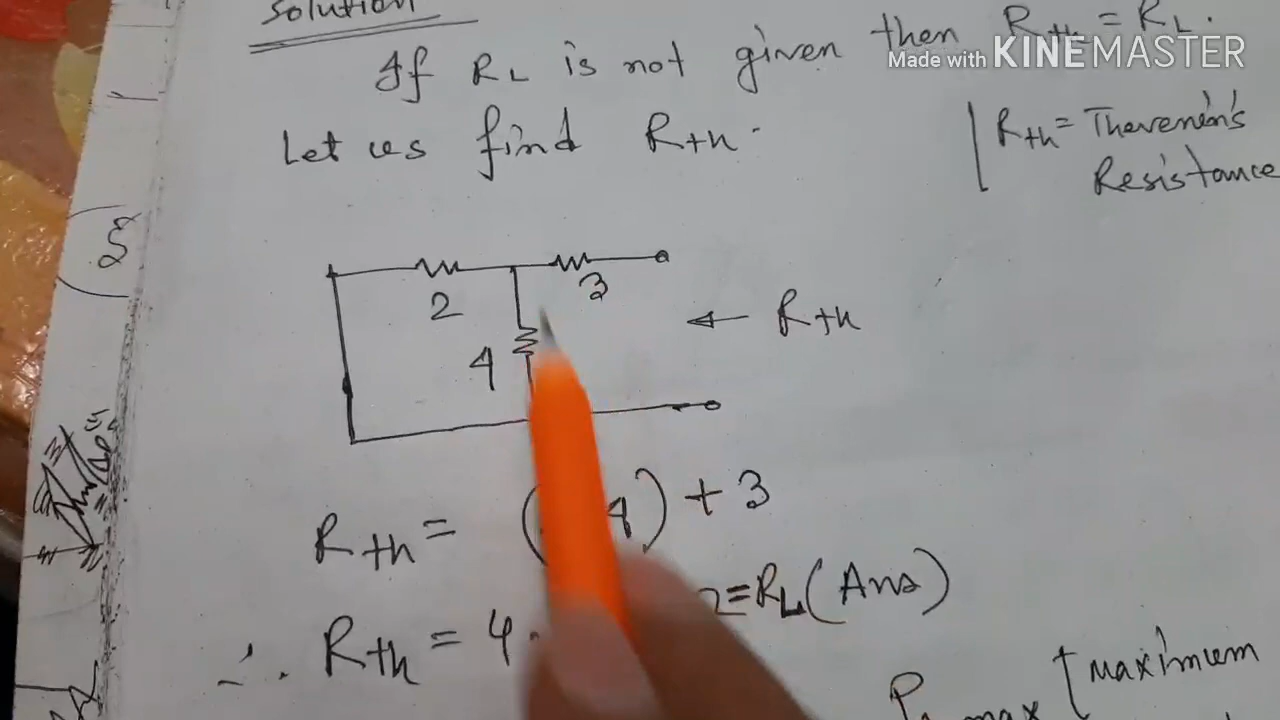 Solution
If RL is not given then Rth = RL.
Made with KINEMASTER
Let us find Rth.
Rth = Thevenin's
Resistance
2
3
4
← Rth
Rth = ( 4) + 3
∴ Rth = 4. = RL (Ans)
P max [maximum